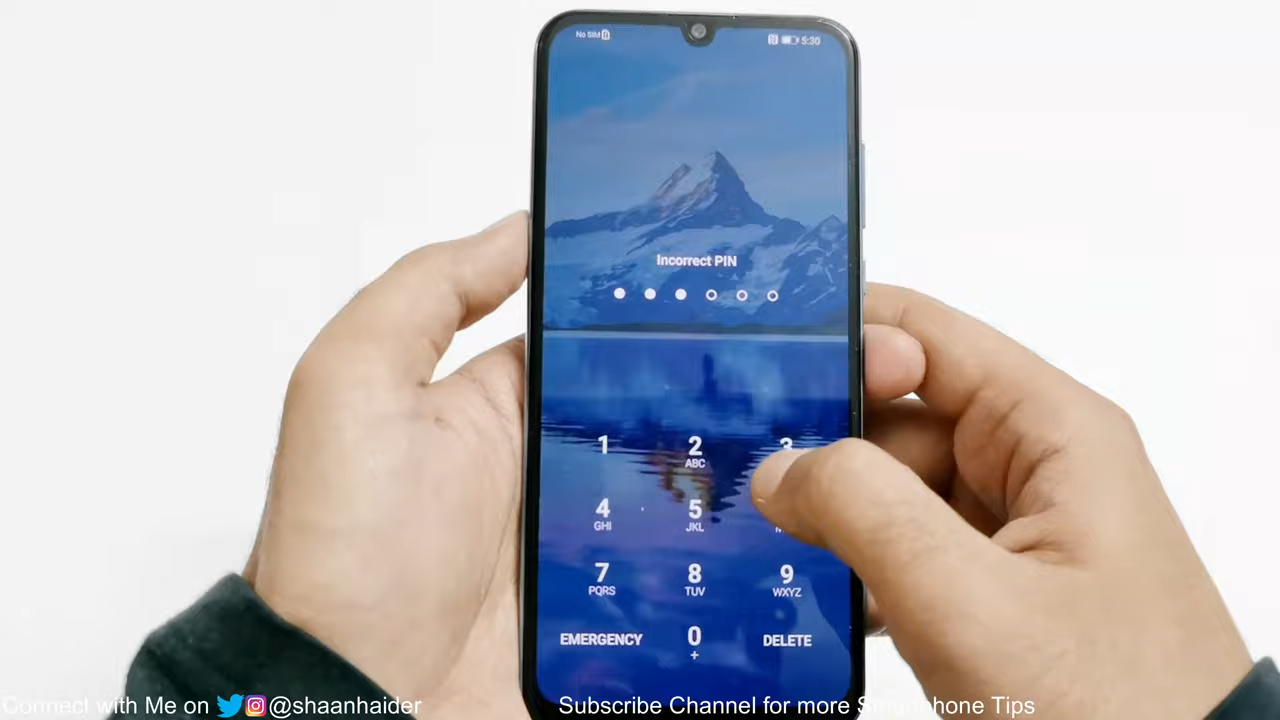 No SIM
5:30
Incorrect PIN
1 2 3
ABC
4 5
GHI JKL
7 8 9
PQRS TUV WXYZ
EMERGENCY 0 DELETE
+
Connect with Me on @shaanhaider
Subscribe Channel for more Smartphone Tips